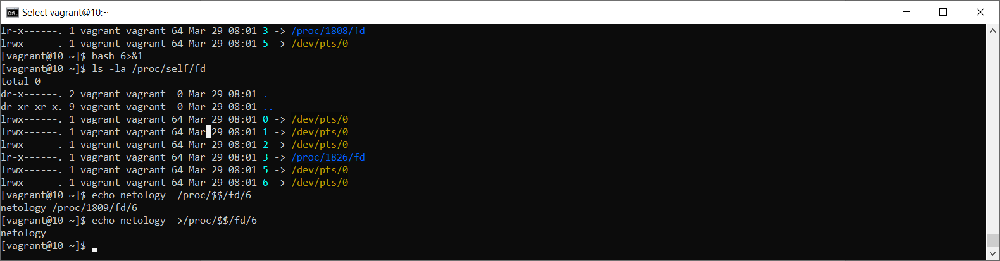 Select vagrant@10:~
lr-x------. 1 vagrant vagrant 64 Mar 29 08:01 3 -> /proc/1808/fd
lrwx------. 1 vagrant vagrant 64 Mar 29 08:01 5 -> /dev/pts/0
[vagrant@10 ~]$ bash 6>&1
[vagrant@10 ~]$ ls -la /proc/self/fd
total 0
dr-x------. 2 vagrant vagrant  0 Mar 29 08:01 .
dr-xr-xr-x. 9 vagrant vagrant  0 Mar 29 08:01 ..
lrwx------. 1 vagrant vagrant 64 Mar 29 08:01 0 -> /dev/pts/0
lrwx------. 1 vagrant vagrant 64 Mar 29 08:01 1 -> /dev/pts/0
lrwx------. 1 vagrant vagrant 64 Mar 29 08:01 2 -> /dev/pts/0
lr-x------. 1 vagrant vagrant 64 Mar 29 08:01 3 -> /proc/1826/fd
lrwx------. 1 vagrant vagrant 64 Mar 29 08:01 5 -> /dev/pts/0
lrwx------. 1 vagrant vagrant 64 Mar 29 08:01 6 -> /dev/pts/0
[vagrant@10 ~]$ echo netology  /proc/$$/fd/6
netology /proc/1809/fd/6
[vagrant@10 ~]$ echo netology  >/proc/$$/fd/6
netology
[vagrant@10 ~]$